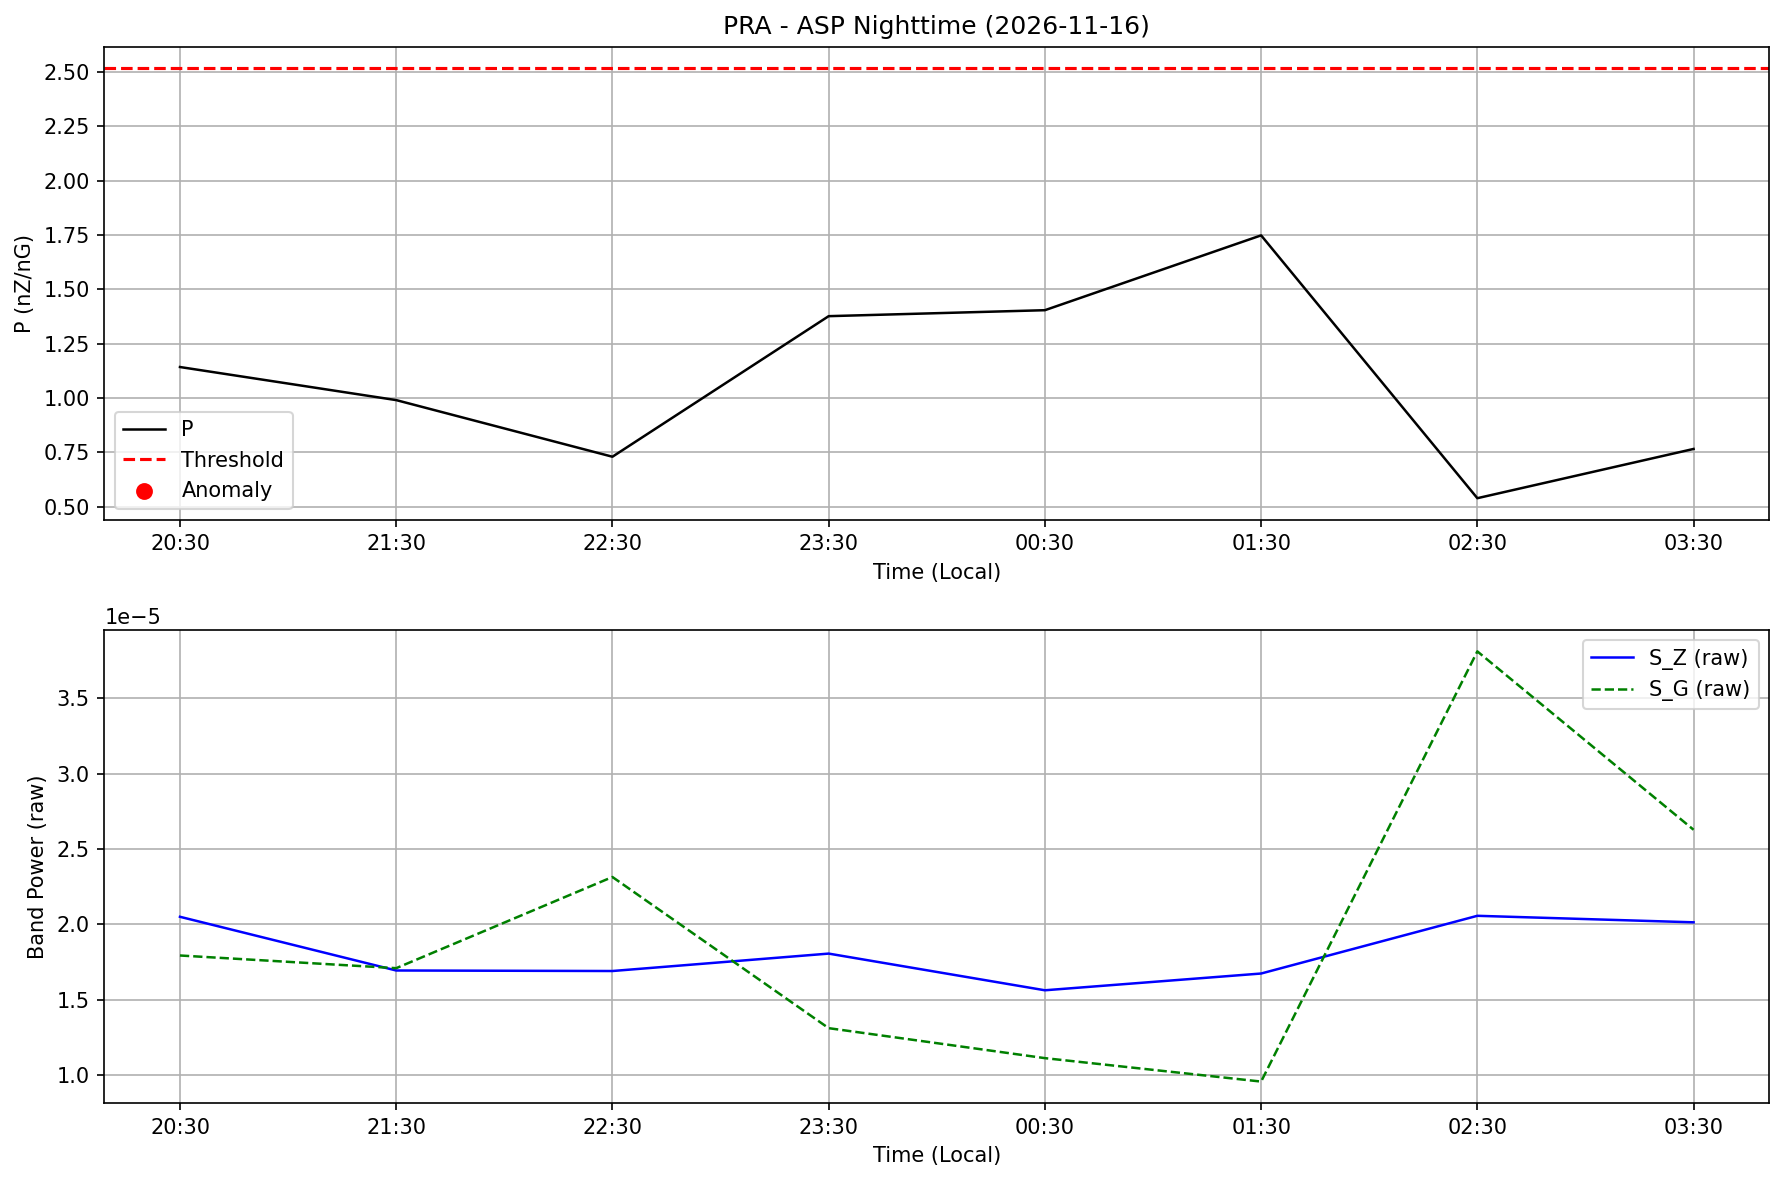 PRA - ASP Nighttime (2026-11-16)
P (nZ/nG)
2.50
2.25
2.00
1.75
1.50
1.25
1.00
0.75
0.50
P
Threshold
Anomaly
20:30 21:30 22:30 23:30 00:30 01:30 02:30 03:30
Time (Local)
1e−5
Band Power (raw)
3.5
3.0
2.5
2.0
1.5
1.0
S_Z (raw)
S_G (raw)
20:30 21:30 22:30 23:30 00:30 01:30 02:30 03:30
Time (Local)